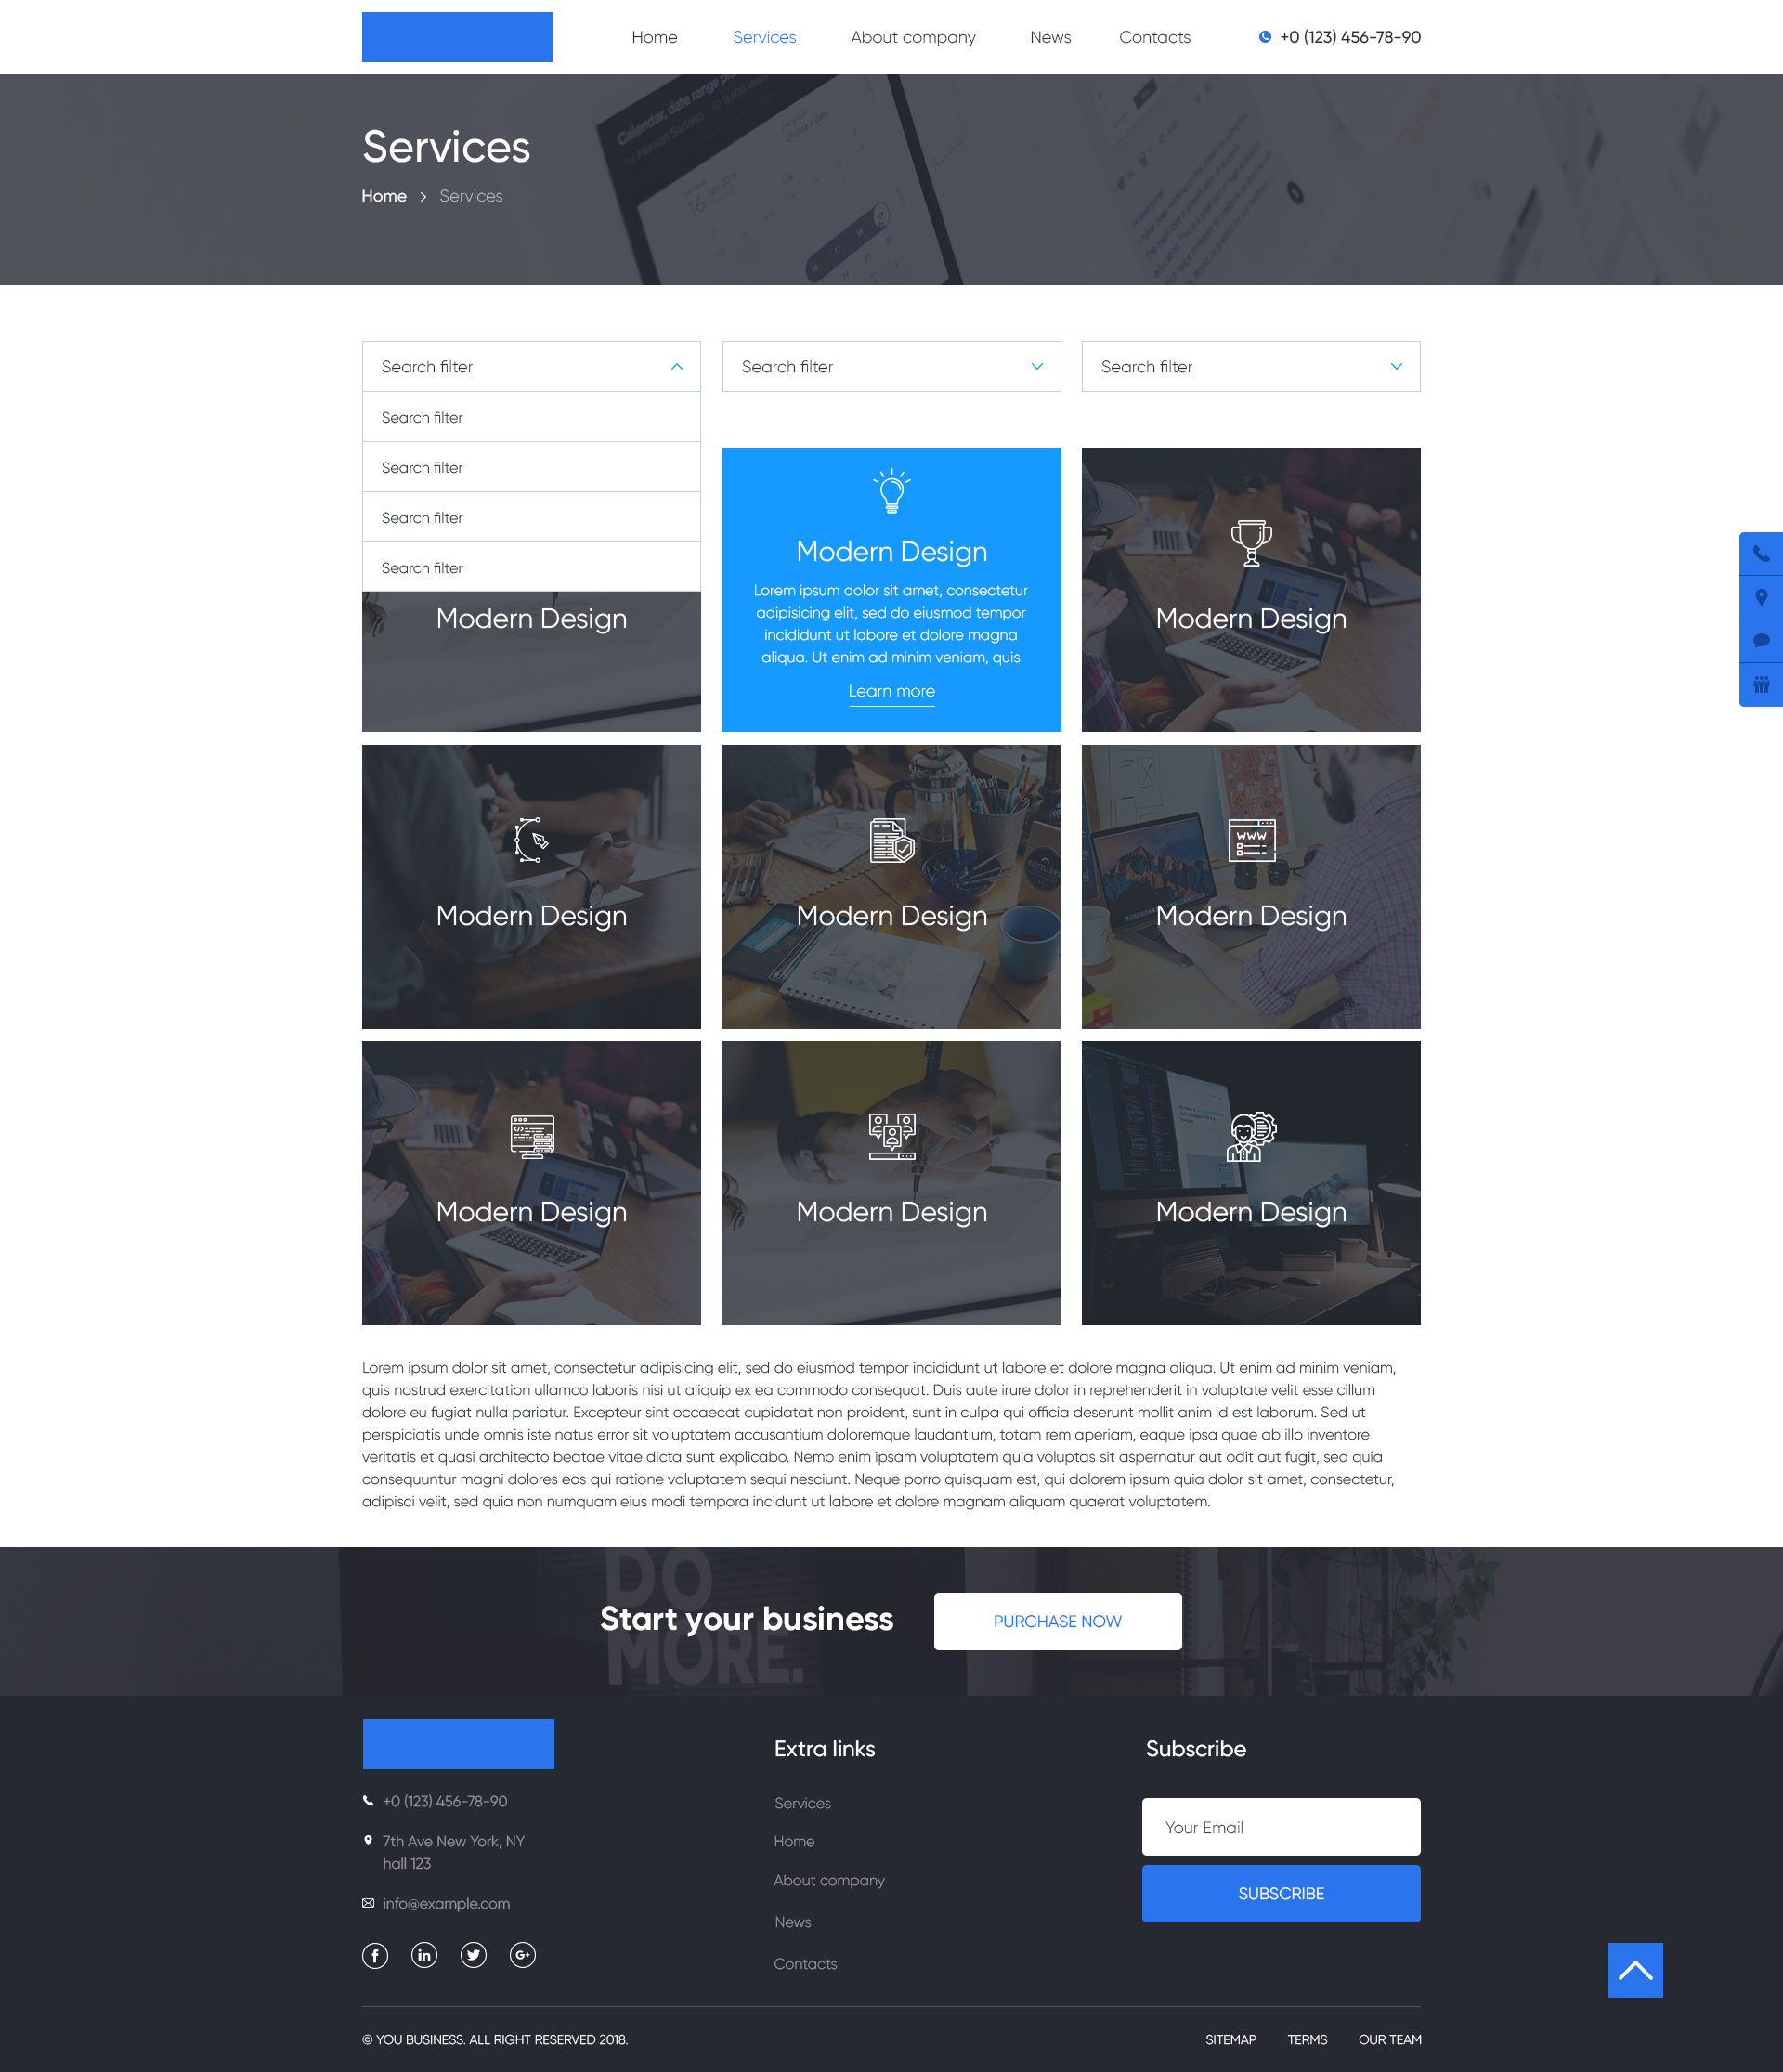 Home Services About company News Contacts +0 (123) 456-78-90
Services
Home > Services
Search filter
Search filter
Search filter
Search filter
Search filter
Search filter
Search filter
Modern Design
Modern Design
Lorem ipsum dolor sit amet, consectetur
adipisicing elit, sed do eiusmod tempor
incididunt ut labore et dolore magna
aliqua. Ut enim ad minim veniam, quis
Learn more
Modern Design
Modern Design
Modern Design
WWW
Modern Design
Modern Design
Modern Design
Modern Design
Lorem ipsum dolor sit amet, consectetur adipisicing elit, sed do eiusmod tempor incididunt ut labore et dolore magna aliqua. Ut enim ad minim veniam,
quis nostrud exercitation ullamco laboris nisi ut aliquip ex ea commodo consequat. Duis aute irure dolor in reprehenderit in voluptate velit esse cillum
dolore eu fugiat nulla pariatur. Excepteur sint occaecat cupidatat non proident, sunt in culpa qui officia deserunt mollit anim id est laborum. Sed ut
perspiciatis unde omnis iste natus error sit voluptatem accusantium doloremque laudantium, totam rem aperiam, eaque ipsa quae ab illo inventore
veritatis et quasi architecto beatae vitae dicta sunt explicabo. Nemo enim ipsam voluptatem quia voluptas sit aspernatur aut odit aut fugit, sed quia
consequuntur magni dolores eos qui ratione voluptatem sequi nesciunt. Neque porro quisquam est, qui dolorem ipsum quia dolor sit amet, consectetur,
adipisci velit, sed quia non numquam eius modi tempora incidunt ut labore et dolore magnam aliquam quaerat voluptatem.
DO
MORE.
Start your business
PURCHASE NOW
+0 (123) 456-78-90
7th Ave New York, NY
hall 123
info@example.com
Extra links
Services
Home
About company
News
Contacts
Subscribe
Your Email
SUBSCRIBE
© YOU BUSINESS. ALL RIGHT RESERVED 2018.
SITEMAP TERMS OUR TEAM